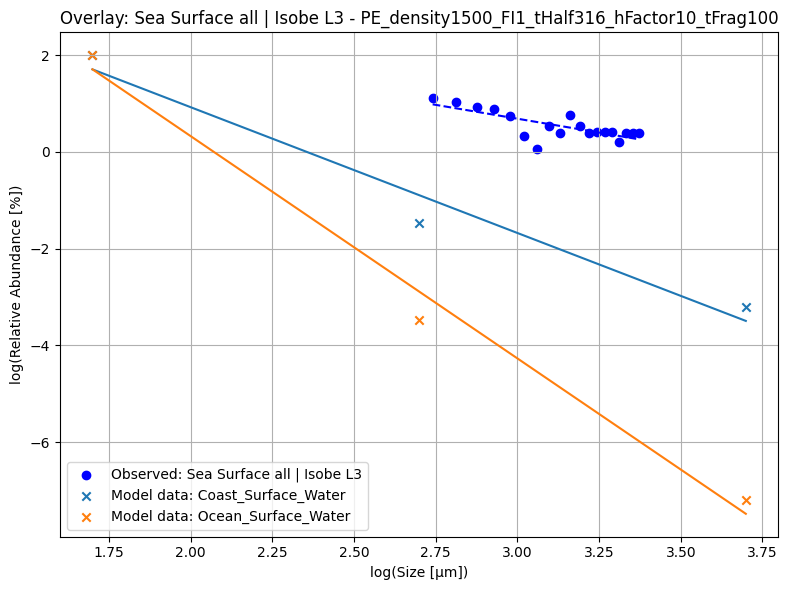 Overlay: Sea Surface all | Isobe L3 - PE_density1500_FI1_tHalf316_hFactor10_tFrag100
log(Relative Abundance [%])
2
0
−2
−4
−6
Observed: Sea Surface all | Isobe L3
Model data: Coast_Surface_Water
Model data: Ocean_Surface_Water
1.75 2.00 2.25 2.50 2.75 3.00 3.25 3.50 3.75
log(Size [μm])